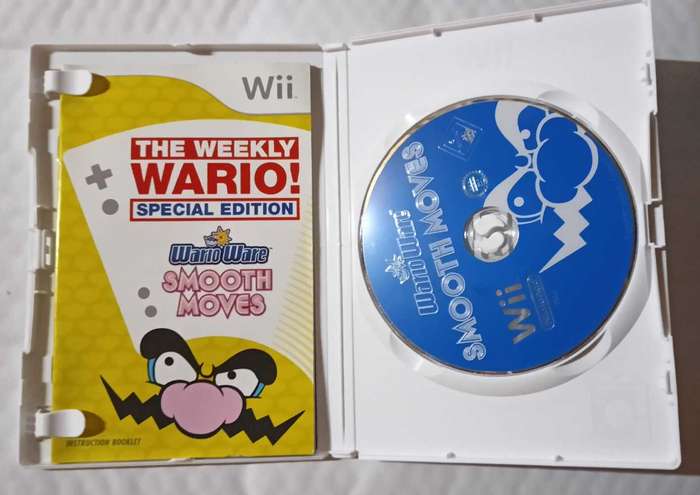 Wii
THE WEEKLY
WARIO!
SPECIAL EDITION
WarioWare
SMOOTH
MOVES
INSTRUCTION BOOKLET
WarioWare
SMOOTH MOVES
Wii